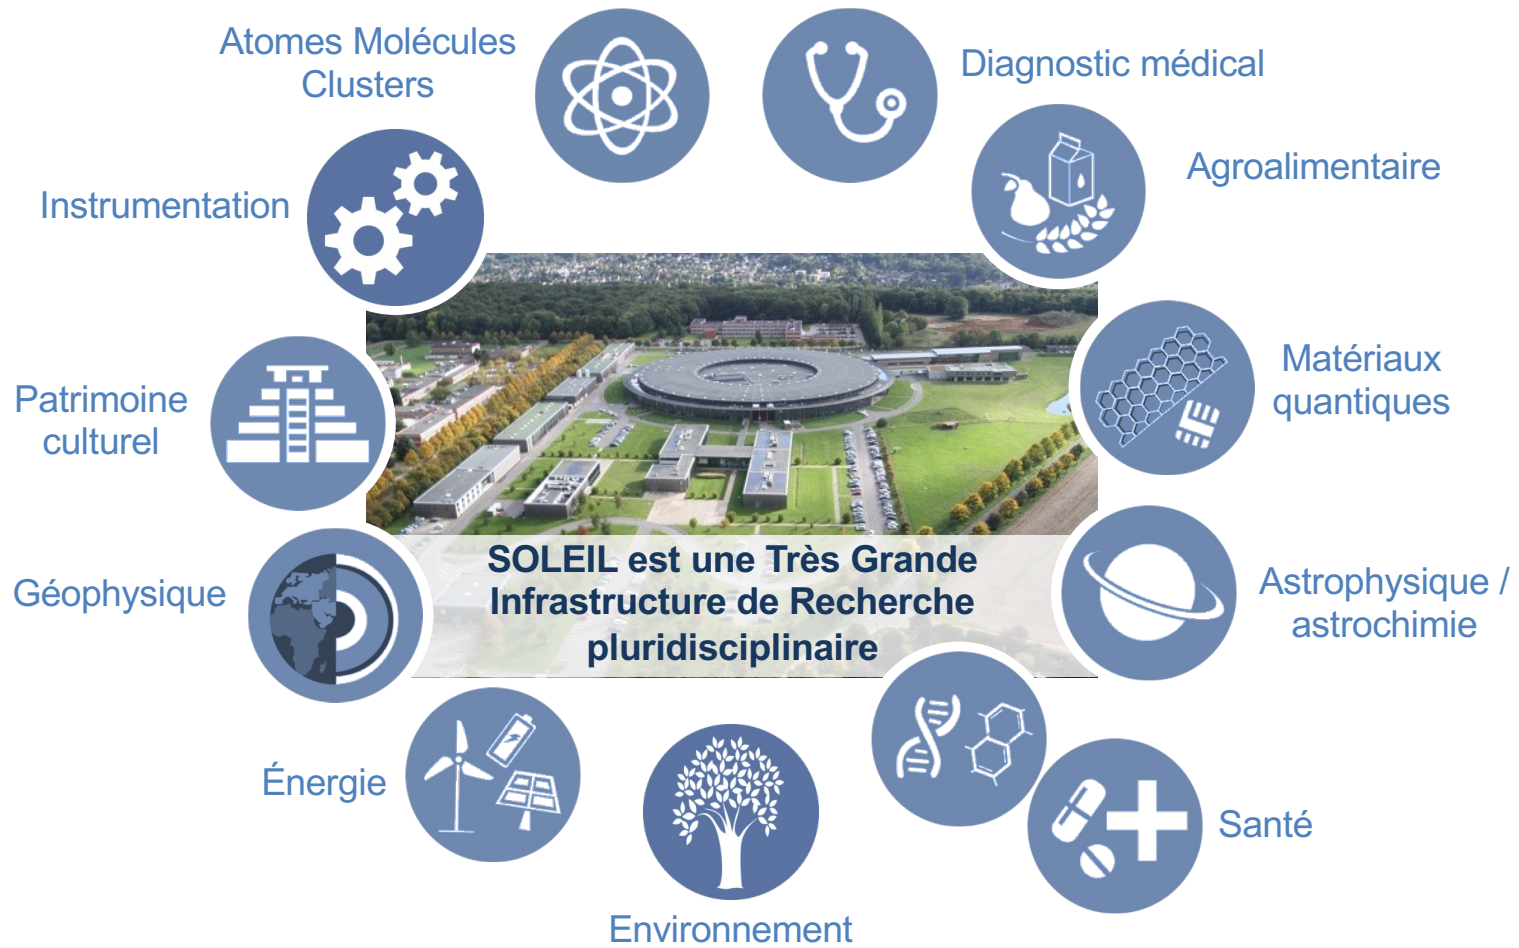 Atomes Molécules
Clusters
Diagnostic médical
Agroalimentaire
Instrumentation
Matériaux
quantiques
Patrimoine
culturel
SOLEIL est une Très Grande
Infrastructure de Recherche
pluridisciplinaire
Géophysique
Astrophysique /
astrochimie
Énergie
Santé
Environnement